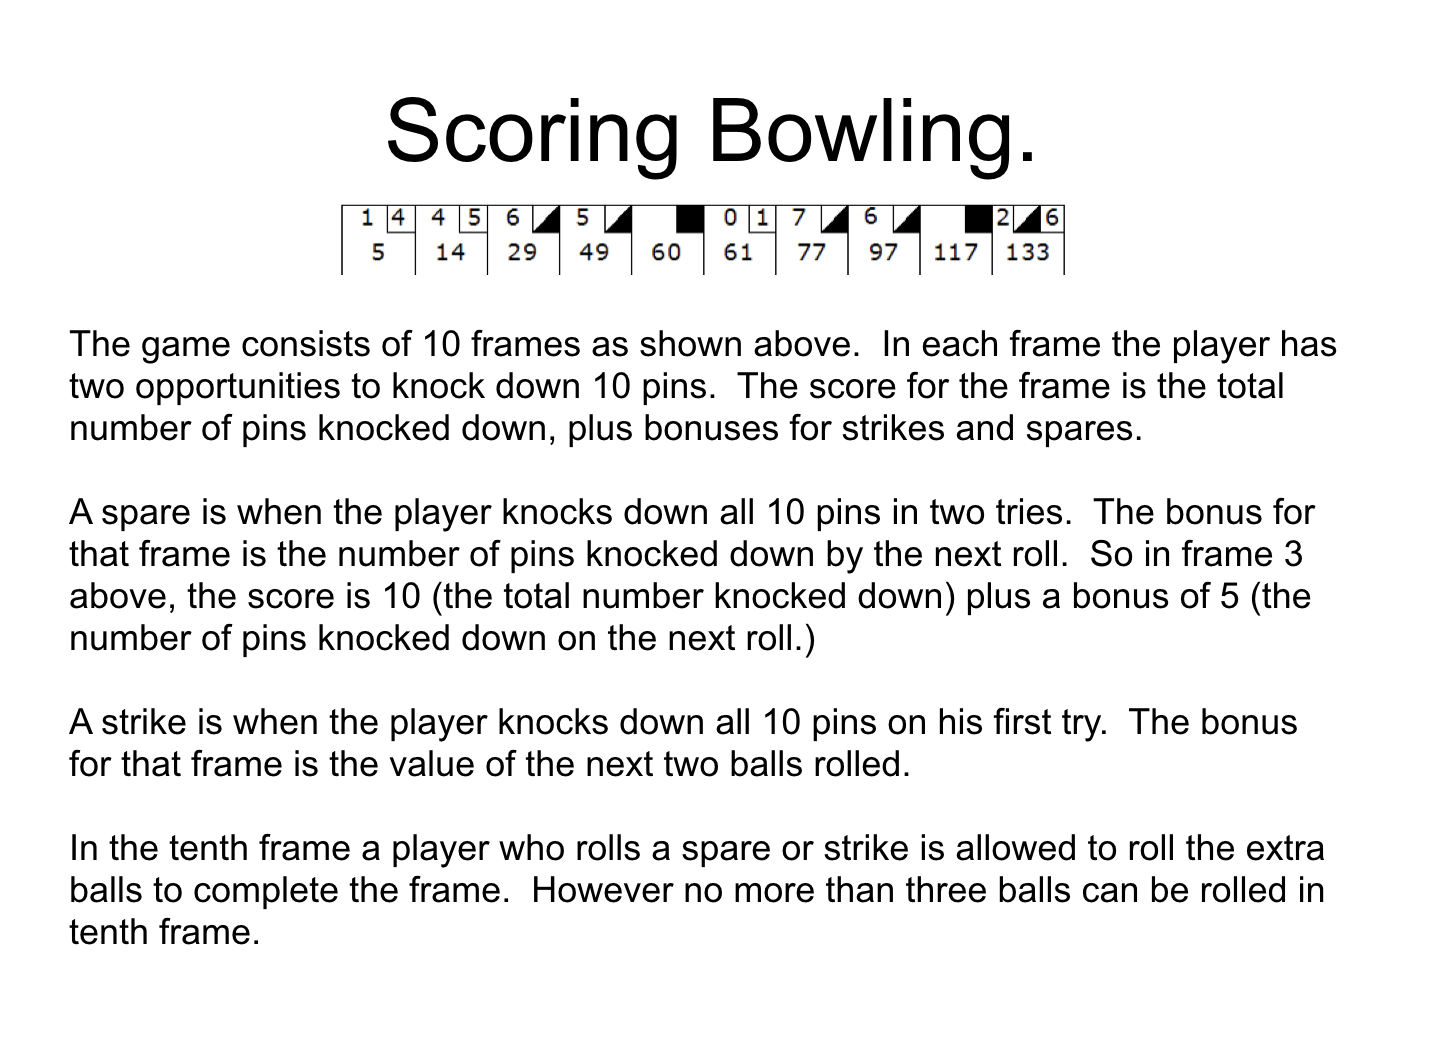 Scoring Bowling.
1 4 4 5 6 5 0 1 7 6 2 6
5 14 29 49 60 61 77 97 117 133
The game consists of 10 frames as shown above.  In each frame the player has
two opportunities to knock down 10 pins.  The score for the frame is the total
number of pins knocked down, plus bonuses for strikes and spares.
A spare is when the player knocks down all 10 pins in two tries.  The bonus for
that frame is the number of pins knocked down by the next roll.  So in frame 3
above, the score is 10 (the total number knocked down) plus a bonus of 5 (the
number of pins knocked down on the next roll.)
A strike is when the player knocks down all 10 pins on his first try.  The bonus
for that frame is the value of the next two balls rolled.
In the tenth frame a player who rolls a spare or strike is allowed to roll the extra
balls to complete the frame.  However no more than three balls can be rolled in
tenth frame.